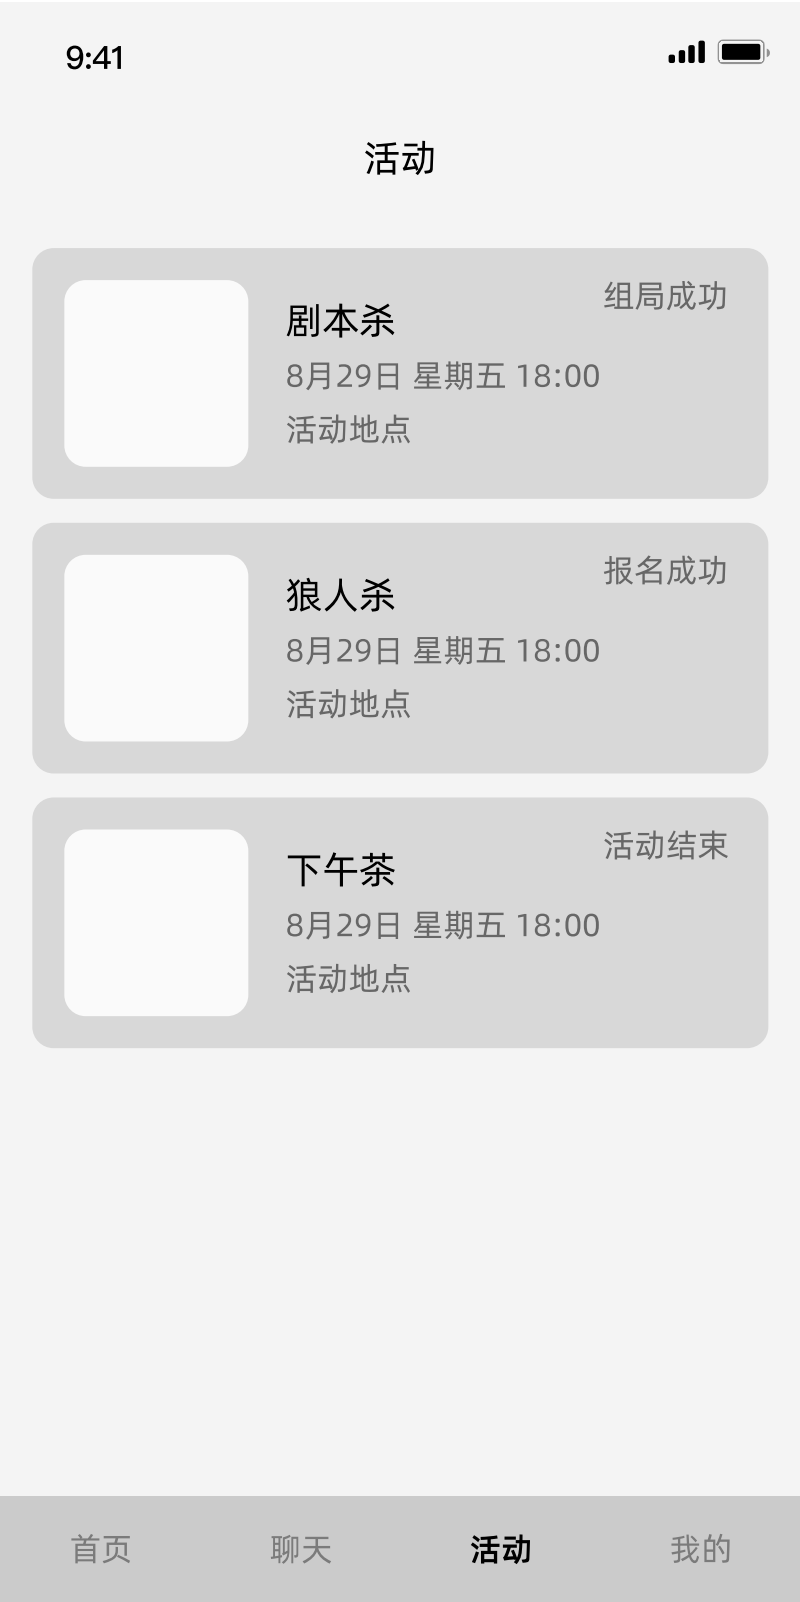 9:41
活动
组局成功
剧本杀
8月29日 星期五 18:00
活动地点
报名成功
狼人杀
8月29日 星期五 18:00
活动地点
活动结束
下午茶
8月29日 星期五 18:00
活动地点
首页 聊天 活动 我的